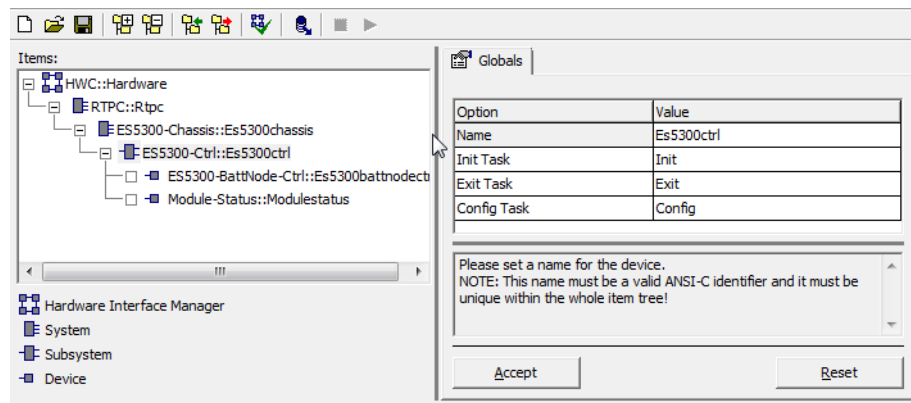 Items:
HWC::Hardware
RTPC::Rtpc
ES5300-Chassis::Es5300chassis
ES5300-Ctrl::Es5300ctrl
ES5300-BattNode-Ctrl::Es5300battnodectr
Module-Status::Modulestatus
Hardware Interface Manager
System
Subsystem
Device
Globals
Option Value
Name Es5300ctrl
Init Task Init
Exit Task Exit
Config Task Config
Please set a name for the device.
NOTE: This name must be a valid ANSI-C identifier and it must be
unique within the whole item tree!
Accept Reset